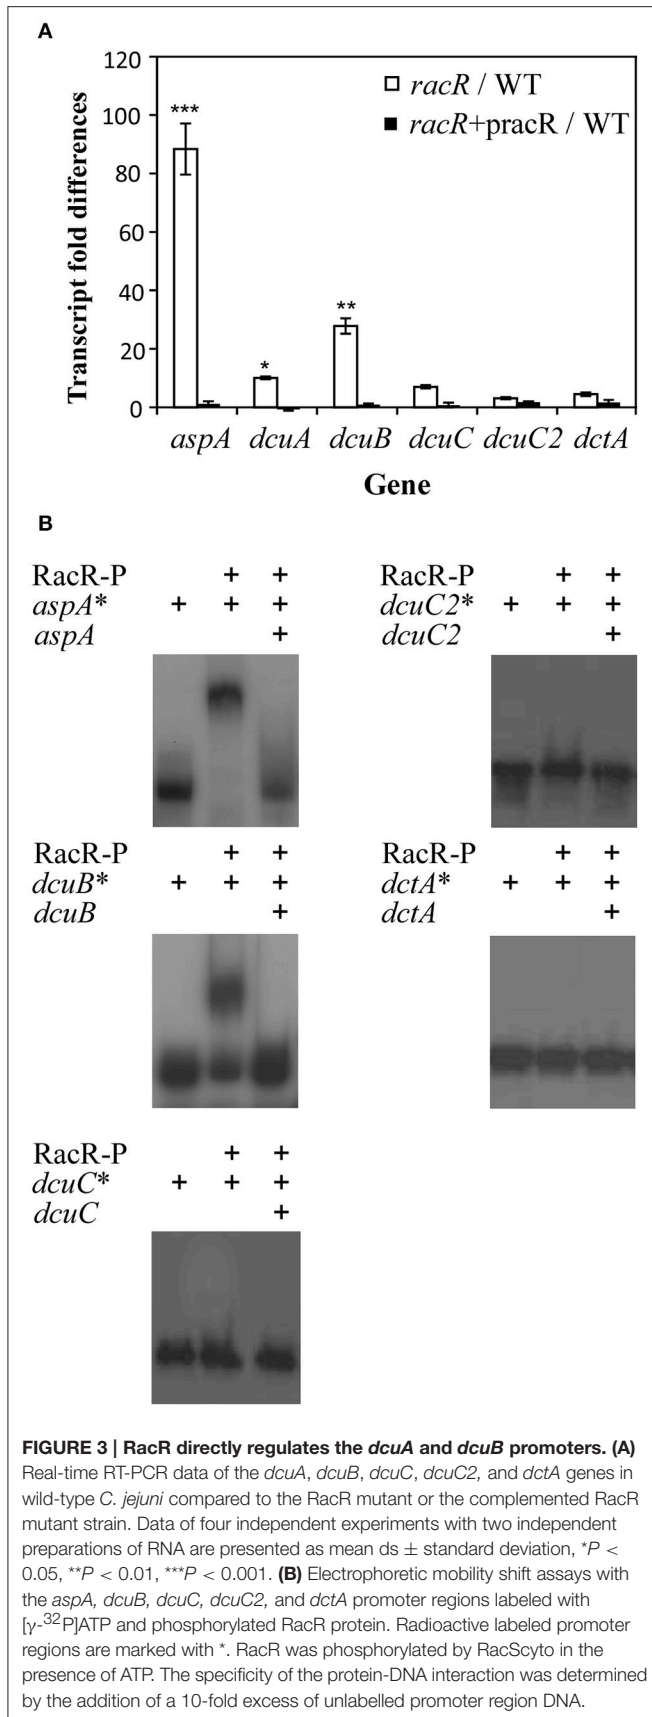 A
120
100
80
60
40
20
0
Transcript fold differences
racR / WT
racR+pracR / WT
***
*
**
aspA dcuA dcuB dcuC dcuC2 dctA
Gene
B
RacR-P + +
aspA* + + +
aspA +
RacR-P + +
dcuC2* + + +
dcuC2 +
RacR-P + +
dcuB* + + +
dcuB +
RacR-P + +
dctA* + + +
dctA +
RacR-P + +
dcuC* + + +
dcuC +
FIGURE 3 | RacR directly regulates the dcuA and dcuB promoters. (A)
Real-time RT-PCR data of the dcuA, dcuB, dcuC, dcuC2, and dctA genes in
wild-type C. jejuni compared to the RacR mutant or the complemented RacR
mutant strain. Data of four independent experiments with two independent
preparations of RNA are presented as mean ds ± standard deviation, *P <
0.05, **P < 0.01, ***P < 0.001. (B) Electrophoretic mobility shift assays with
the aspA, dcuB, dcuC, dcuC2, and dctA promoter regions labeled with
[γ-³²P]ATP and phosphorylated RacR protein. Radioactive labeled promoter
regions are marked with *. RacR was phosphorylated by RacScyto in the
presence of ATP. The specificity of the protein-DNA interaction was determined
by the addition of a 10-fold excess of unlabelled promoter region DNA.